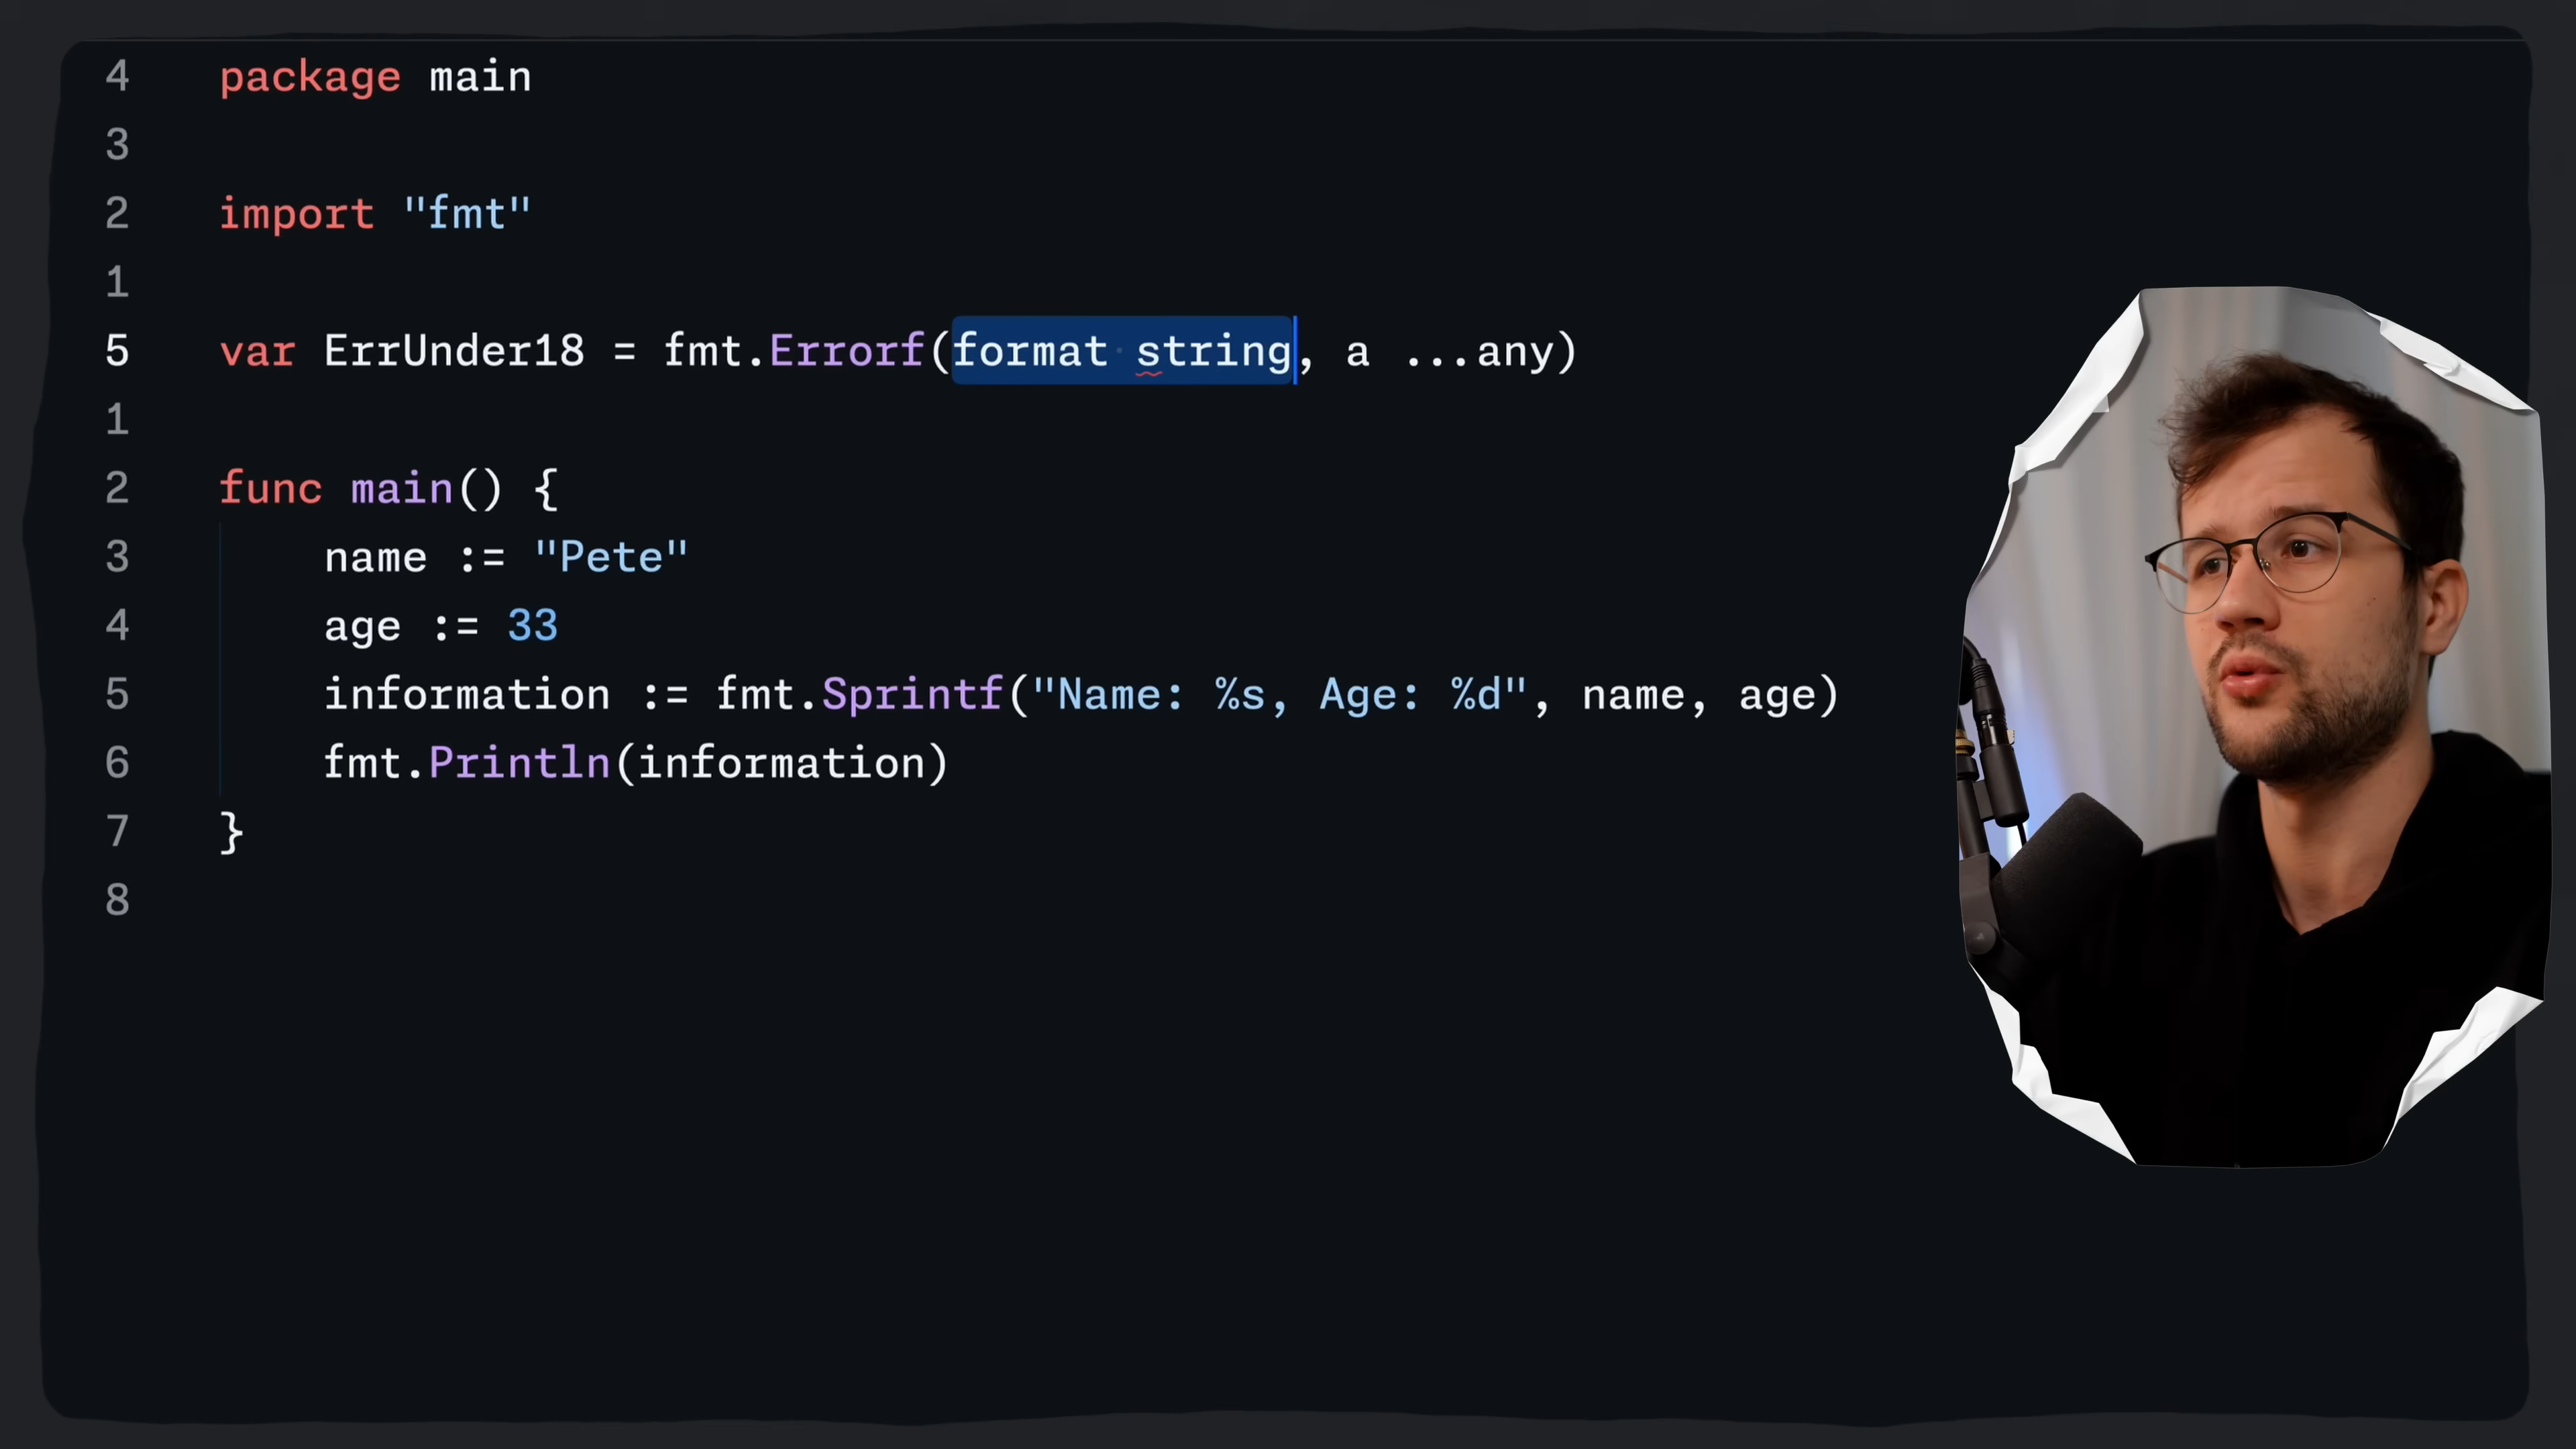 4 package main
3
2 import "fmt"
1
5 var ErrUnder18 = fmt.Errorf(format string, a ...any)
1
2 func main() {
3 name := "Pete"
4 age := 33
5 information := fmt.Sprintf("Name: %s, Age: %d", name, age)
6 fmt.Println(information)
7 }
8